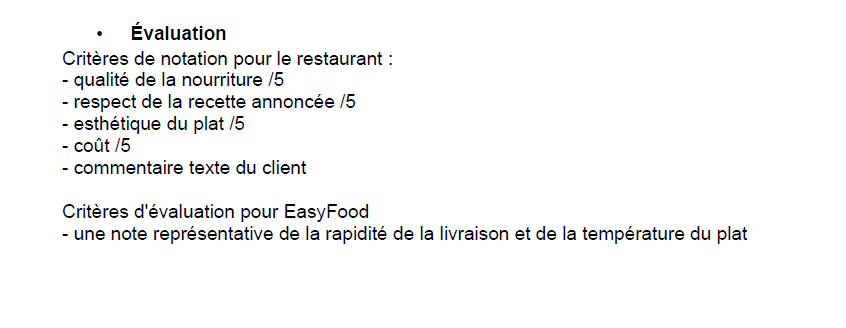 • Évaluation
Critères de notation pour le restaurant :
- qualité de la nourriture /5
- respect de la recette annoncée /5
- esthétique du plat /5
- coût /5
- commentaire texte du client
Critères d'évaluation pour EasyFood
- une note représentative de la rapidité de la livraison et de la température du plat